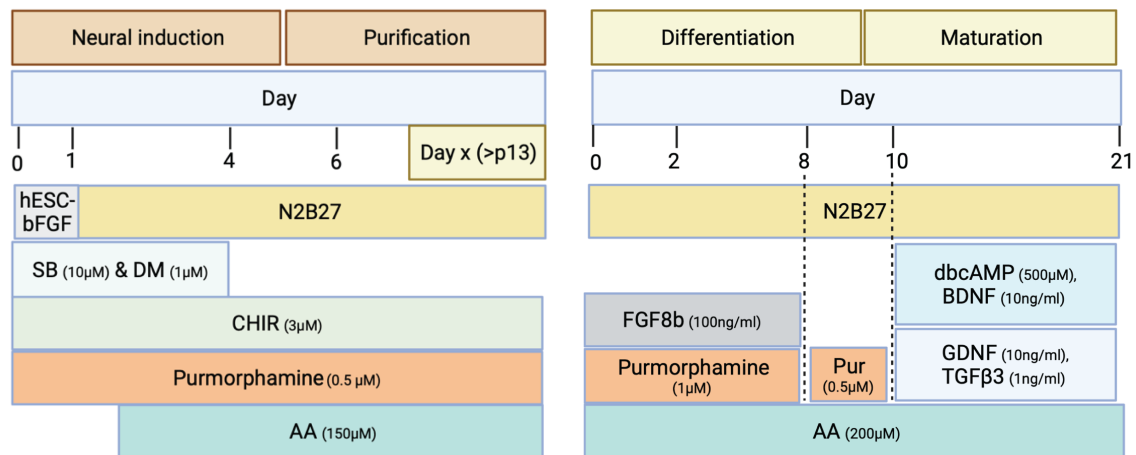 Neural induction
Purification
Differentiation
Maturation
Day
Day
0
1
4
6
Day x (>p13)
0
2
8
10
21
hESC-
bFGF
N2B27
N2B27
SB (10µM) & DM (1µM)
dbcAMP (500µM),
BDNF (10ng/ml)
CHIR (3µM)
FGF8b (100ng/ml)
Purmorphamine (0.5 µM)
Purmorphamine
(1µM)
Pur
(0.5µM)
GDNF (10ng/ml),
TGFβ3 (1ng/ml)
AA (150µM)
AA (200µM)